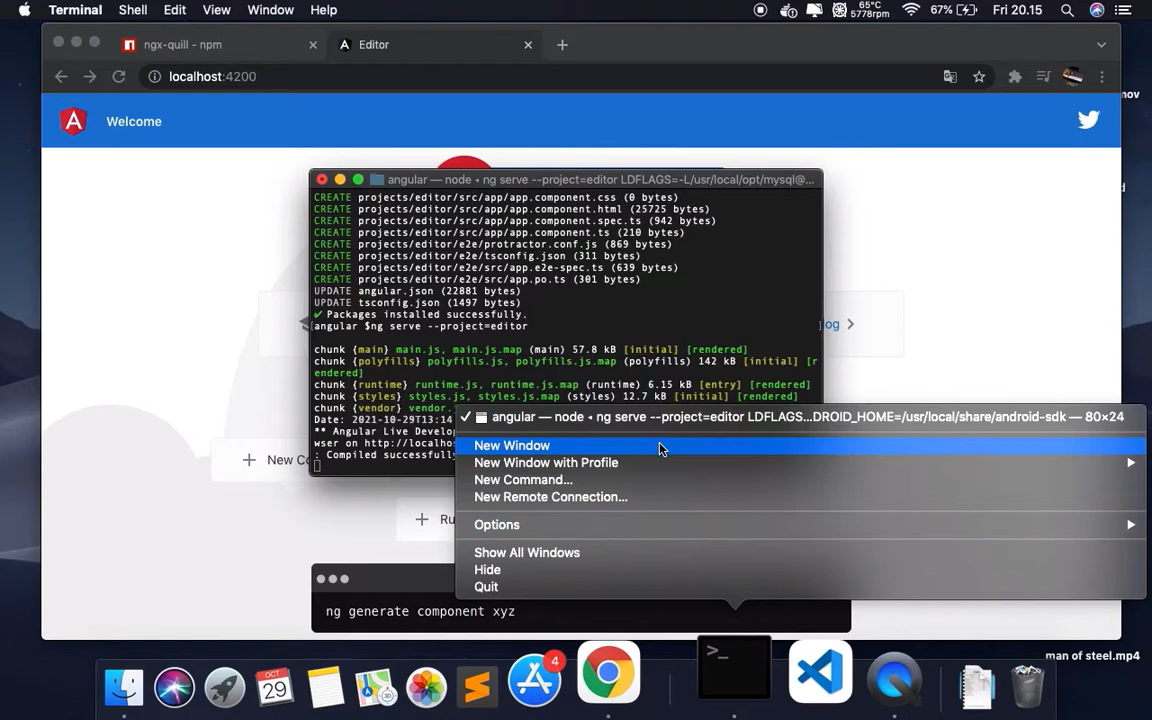 Terminal Shell Edit View Window Help 65°C 5778rpm 67% Fri 20.15
ngx-quill - npm Editor
localhost:4200
mov
Welcome
angular — node ◂ ng serve --project=editor LDFLAGS=-L/usr/local/opt/mysql@...
CREATE projects/editor/src/app/app.component.css (0 bytes)
CREATE projects/editor/src/app/app.component.html (25725 bytes)
CREATE projects/editor/src/app/app.component.spec.ts (942 bytes)
CREATE projects/editor/src/app/app.component.ts (210 bytes)
CREATE projects/editor/e2e/protractor.conf.js (869 bytes)
CREATE projects/editor/e2e/tsconfig.json (311 bytes)
CREATE projects/editor/e2e/src/app.e2e-spec.ts (639 bytes)
CREATE projects/editor/e2e/src/app.po.ts (301 bytes)
UPDATE angular.json (22881 bytes)
UPDATE tsconfig.json (1497 bytes)
✔ Packages installed successfully.
angular $ng serve --project=editor
og
chunk {main} main.js, main.js.map (main) 57.8 kB [initial] [rendered]
chunk {polyfills} polyfills.js, polyfills.js.map (polyfills) 142 kB [initial] [r
endered]
chunk {runtime} runtime.js, runtime.js.map (runtime) 6.15 kB [entry] [rendered]
chunk {styles} styles.js, styles.js.map (styles) 12.7 kB [initial] [rendered]
chunk {vendor} vendor.
Date: 2021-10-29T13:14
** Angular Live Develo
wser on http://localho
: Compiled successfully
✓ angular — node ◂ ng serve --project=editor LDFLAGS...DROID_HOME=/usr/local/share/android-sdk — 80×24
New Window
New Window with Profile
New Command...
New Remote Connection...
Options
Show All Windows
Hide
Quit
+ New Co
+ Ru
ng generate component xyz
man of steel.mp4
4
OCT
29
>_